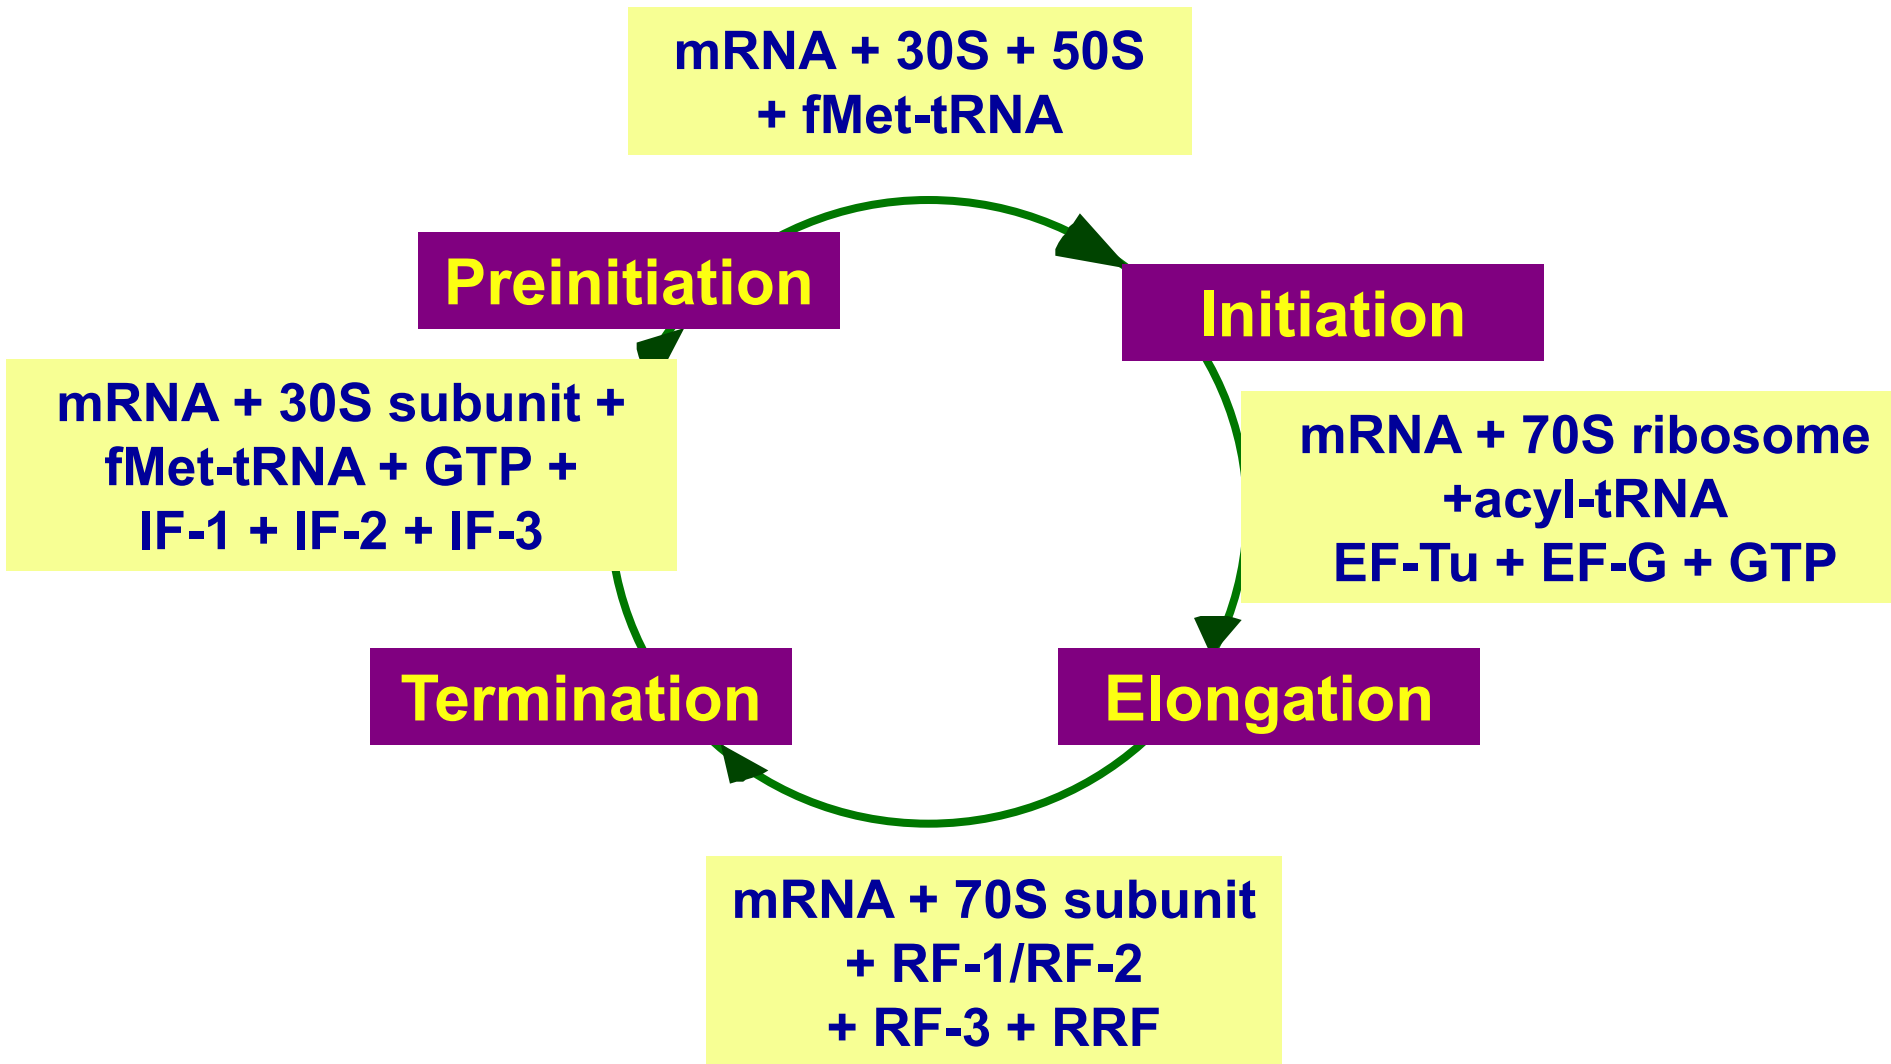 mRNA + 30S + 50S
+ fMet-tRNA
Preinitiation
Initiation
mRNA + 30S subunit +
fMet-tRNA + GTP +
IF-1 + IF-2 + IF-3
mRNA + 70S ribosome
+acyl-tRNA
EF-Tu + EF-G + GTP
Termination
Elongation
mRNA + 70S subunit
+ RF-1/RF-2
+ RF-3 + RRF